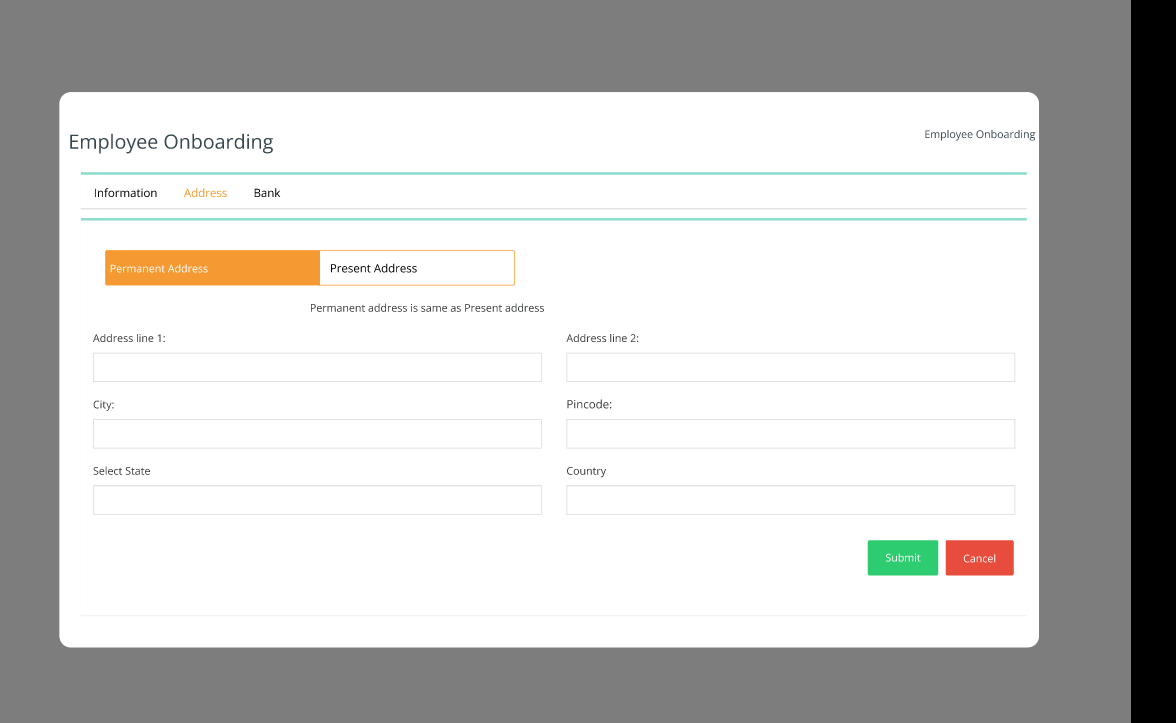 Employee Onboarding
Employee Onboarding
Information Address Bank
Permanent Address Present Address
Permanent address is same as Present address
Address line 1: Address line 2:
City: Pincode:
Select State Country
Submit Cancel